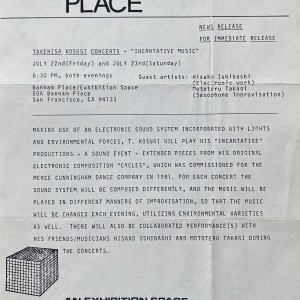 PLACE
NEWS RELEASE
FOR IMMEDIATE RELEASE
TAKEHISA KOSUGI CONCERTS - "INCANTATIVE MUSIC"
JULY 22nd(Friday) and JULY 23rd(Saturday)
8:30 PM, both evenings
Guest artists: Hisako Ishibashi
(Electronic work)
Mototeru Takagi
(Saxophone improvisation)
Bannam Place/Exhibition Space
50A Bannam Place
San Francisco, CA 94133
MAKING USE OF AN ELECTRONIC SOUND SYSTEM INCORPORATED WITH LIGHTS
AND ENVIRONMENTAL FORCES, T. KOSUGI WILL PLAY HIS "INCANTATIVE"
PRODUCTIONS - A SOUND EVENT - EXTENDED PIECES FROM HIS ORIGINAL
ELECTRONIC COMPOSITION "CYCLES", WHICH WAS COMMISSIONED FOR THE
MERCE CUNNINGHAM DANCE COMPANY IN 1981. FOR EACH CONCERT THE
SOUND SYSTEM WILL BE COMPOSED DIFFERENTLY, AND THE MUSIC WILL BE
PLAYED IN DIFFERENT MANNERS OF IMPROVISATION, SO THAT THE MUSIC
WILL BE CHANGED EACH EVENING, UTILIZING ENVIRONMENTAL VARIETIES
AS WELL. THERE WILL ALSO BE COLLABORATED PERFORMANCE(S) WITH
HIS FRIENDS/MUSICIANS HISAKO ISHIBASHI AND MOTOTERU TAKAGI DURING
THE CONCERTS.
AN EXHIBITION SPACE